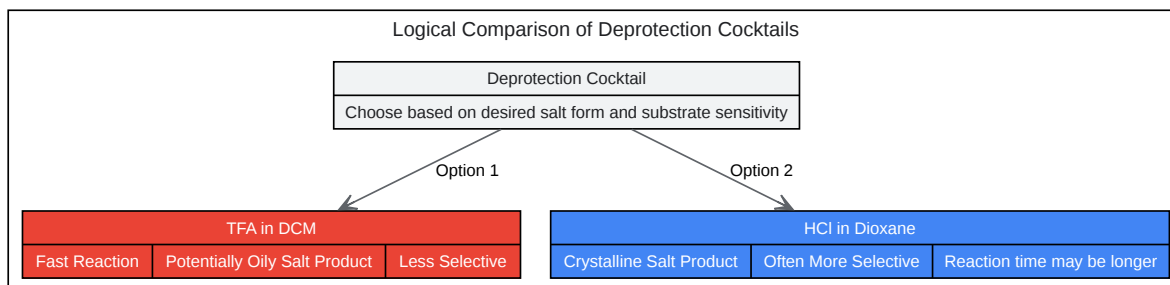 Logical Comparison of Deprotection Cocktails
Deprotection Cocktail
Choose based on desired salt form and substrate sensitivity
Option 1
Option 2
TFA in DCM
Fast Reaction
Potentially Oily Salt Product
Less Selective
HCl in Dioxane
Crystalline Salt Product
Often More Selective
Reaction time may be longer